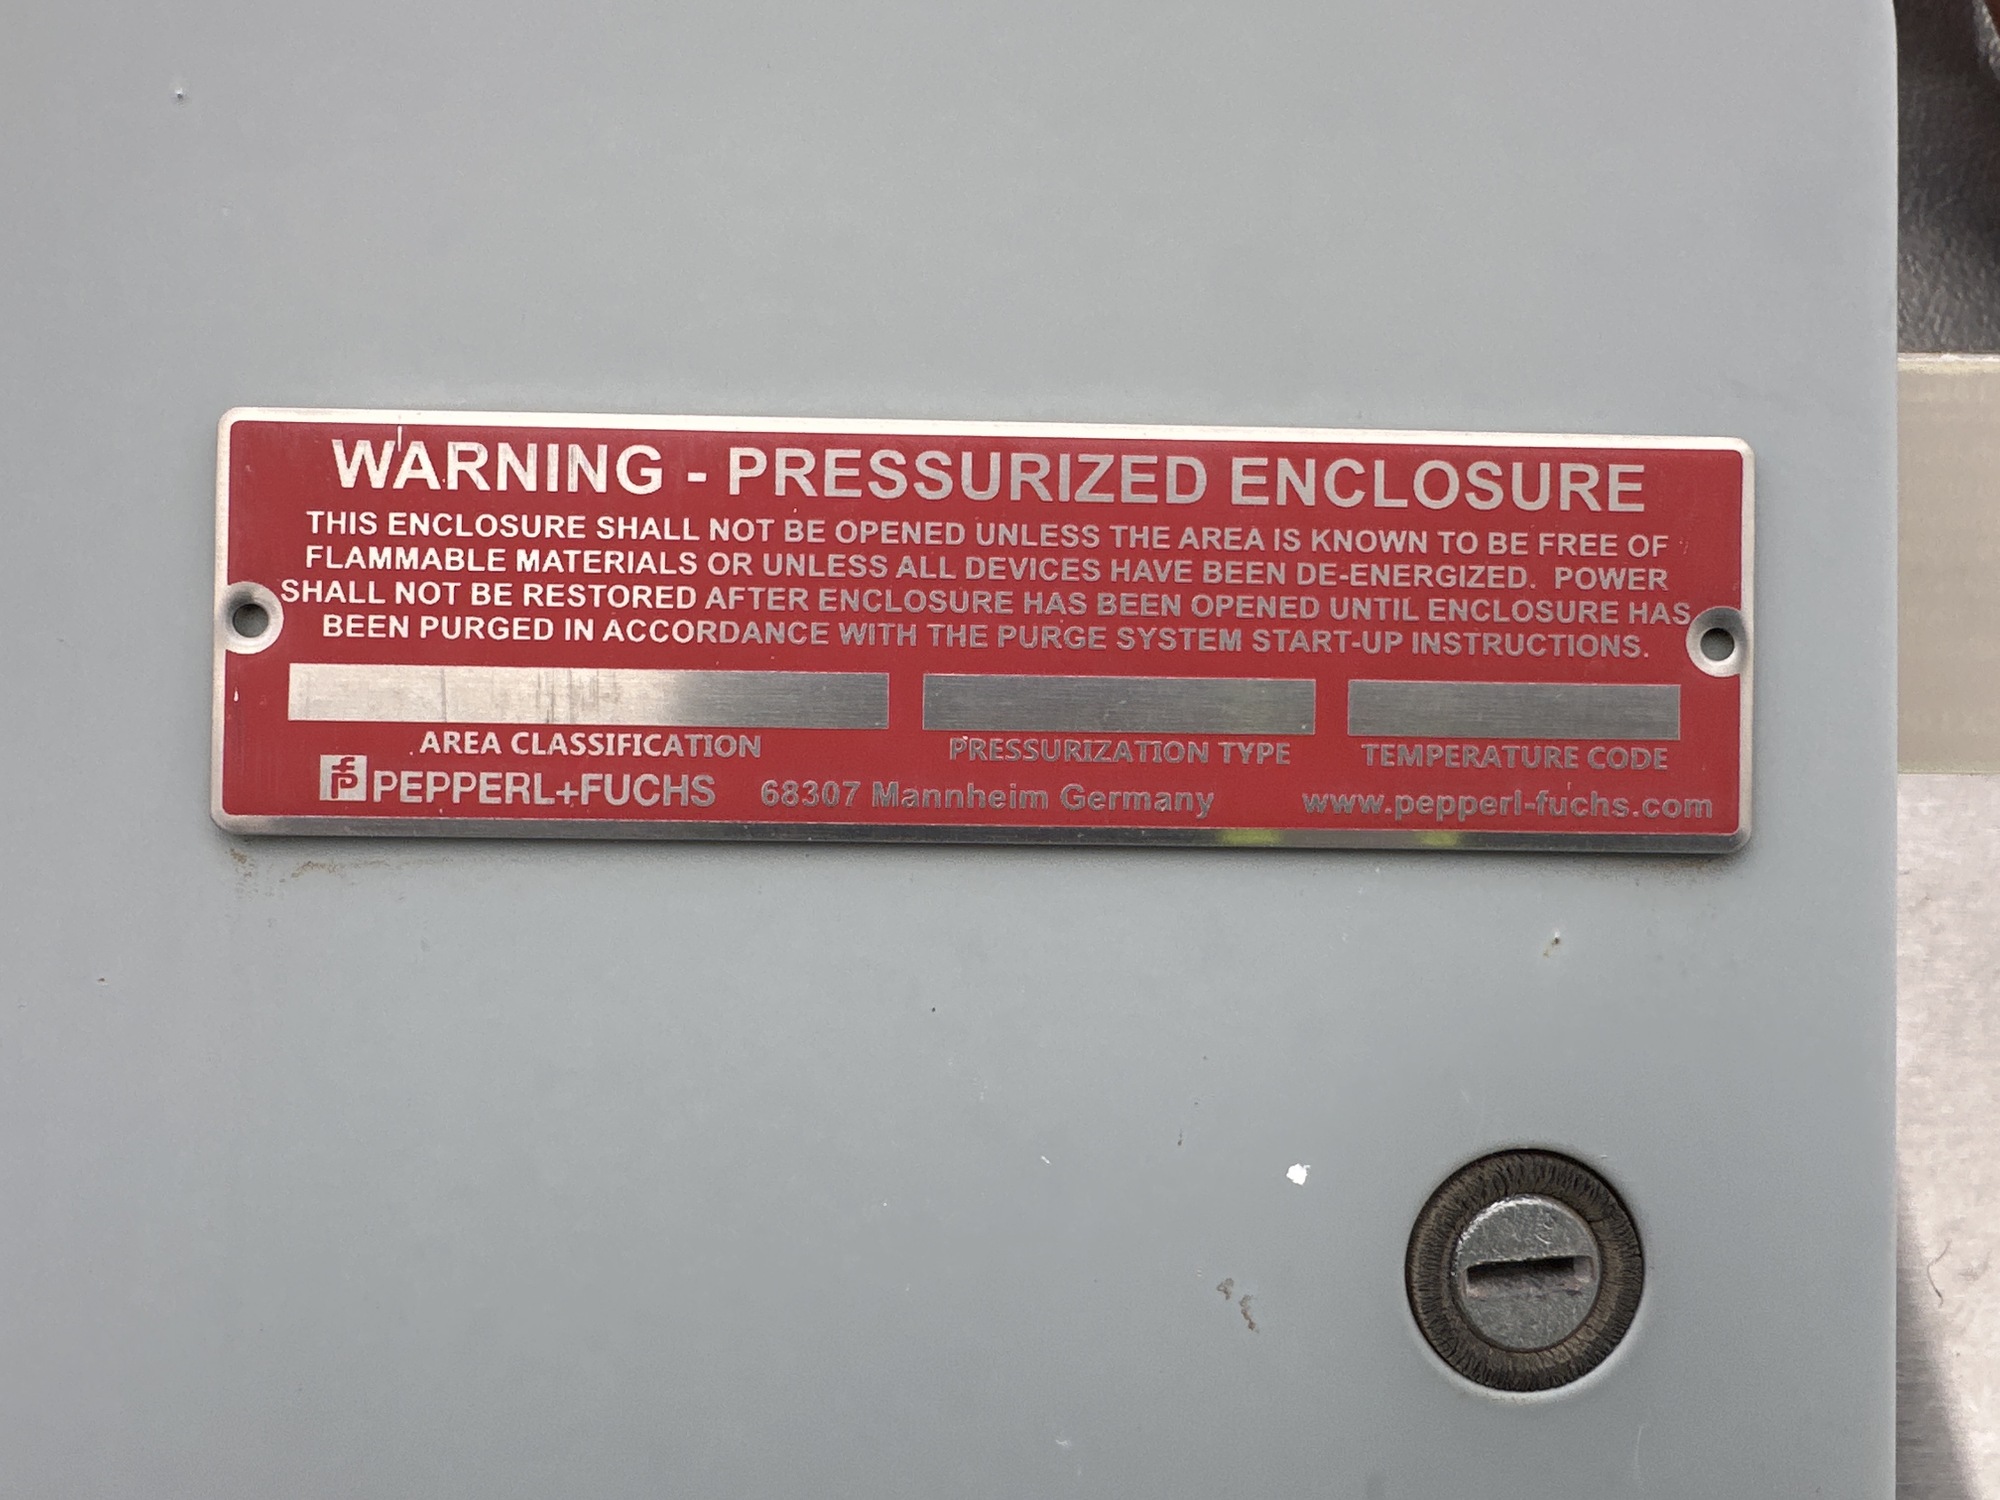 WARNING - PRESSURIZED ENCLOSURE
THIS ENCLOSURE SHALL NOT BE OPENED UNLESS THE AREA IS KNOWN TO BE FREE OF
FLAMMABLE MATERIALS OR UNLESS ALL DEVICES HAVE BEEN DE-ENERGIZED. POWER
SHALL NOT BE RESTORED AFTER ENCLOSURE HAS BEEN OPENED UNTIL ENCLOSURE HAS
BEEN PURGED IN ACCORDANCE WITH THE PURGE SYSTEM START-UP INSTRUCTIONS.
AREA CLASSIFICATION PRESSURIZATION TYPE TEMPERATURE CODE
PEPPERL+FUCHS 68307 Mannheim Germany www.pepperl-fuchs.com